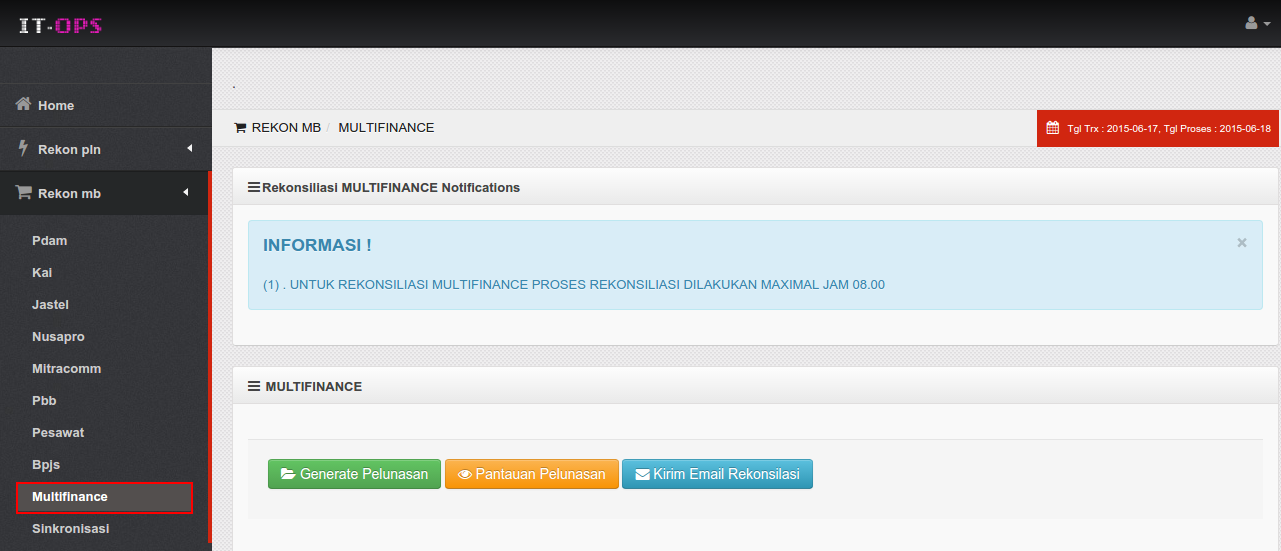 IT-OPS
.
Home
REKON MB / MULTIFINANCE
Tgl Trx : 2015-06-17, Tgl Proses : 2015-06-18
Rekon pln
Rekon mb
Pdam
Kai
Jastel
Nusapro
Mitracomm
Pbb
Pesawat
Bpjs
Multifinance
Sinkronisasi
Rekonsiliasi MULTIFINANCE Notifications
INFORMASI !
×
(1) . UNTUK REKONSILIASI MULTIFINANCE PROSES REKONSILIASI DILAKUKAN MAXIMAL JAM 08.00
MULTIFINANCE
Generate Pelunasan
Pantauan Pelunasan
Kirim Email Rekonsilasi